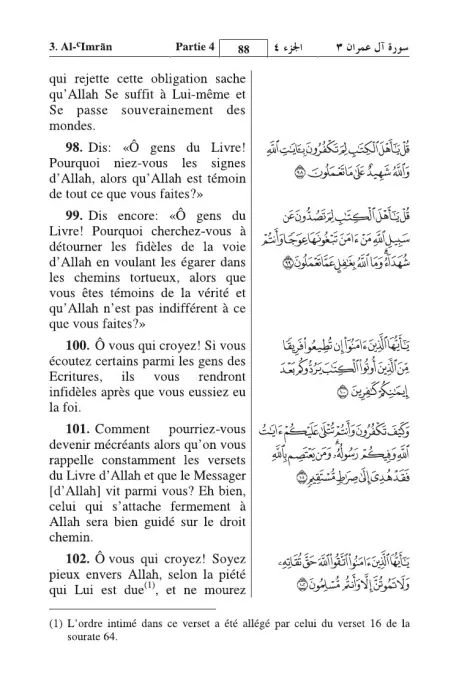 3. Al-ʿImrān Partie 4 88 الجزء ٤ سورة آل عمران ٣
qui rejette cette obligation sache
qu’Allah Se suffit à Lui-même et
Se passe souverainement des
mondes.
98. Dis: «Ô gens du Livre!
Pourquoi niez-vous les signes
d’Allah, alors qu’Allah est témoin
de tout ce que vous faites?»
99. Dis encore: «Ô gens du
Livre! Pourquoi cherchez-vous à
détourner les fidèles de la voie
d’Allah en voulant les égarer dans
les chemins tortueux, alors que
vous êtes témoins de la vérité et
qu’Allah n’est pas indifférent à ce
que vous faites?»
100. Ô vous qui croyez! Si vous
écoutez certains parmi les gens des
Ecritures, ils vous rendront
infidèles après que vous eussiez eu
la foi.
101. Comment pourriez-vous
devenir mécréants alors qu’on vous
rappelle constamment les versets
du Livre d’Allah et que le Messager
[d’Allah] vit parmi vous? Eh bien,
celui qui s’attache fermement à
Allah sera bien guidé sur le droit
chemin.
102. Ô vous qui croyez! Soyez
pieux envers Allah, selon la piété
qui Lui est due(1), et ne mourez
قُلْ يَٰٓأَهْلَ ٱلْكِتَٰبِ لِمَ تَكْفُرُونَ بِـَٔايَٰتِ ٱللَّهِ
وَٱللَّهُ شَهِيدٌ عَلَىٰ مَا تَعْمَلُونَ ٩٨
قُلْ يَٰٓأَهْلَ ٱلْكِتَٰبِ لِمَ تَصُدُّونَ عَن
سَبِيلِ ٱللَّهِ مَنْ ءَامَنَ تَبْغُونَهَا عِوَجًا وَأَنتُمْ
شُهَدَآءُ ۗ وَمَا ٱللَّهُ بِغَٰفِلٍ عَمَّا تَعْمَلُونَ ٩٩
يَٰٓأَيُّهَا ٱلَّذِينَ ءَامَنُوٓا۟ إِن تُطِيعُوا۟ فَرِيقًا
مِّنَ ٱلَّذِينَ أُوتُوا۟ ٱلْكِتَٰبَ يَرُدُّوكُم بَعْدَ
إِيمَٰنِكُمْ كَٰفِرِينَ ١٠٠
وَكَيْفَ تَكْفُرُونَ وَأَنتُمْ تُتْلَىٰ عَلَيْكُمْ ءَايَٰتُ
ٱللَّهِ وَفِيكُمْ رَسُولُهُۥ ۗ وَمَن يَعْتَصِم بِٱللَّهِ
فَقَدْ هُدِىَ إِلَىٰ صِرَٰطٍ مُّسْتَقِيمٍ ١٠١
يَٰٓأَيُّهَا ٱلَّذِينَ ءَامَنُوا۟ ٱتَّقُوا۟ ٱللَّهَ حَقَّ تُقَاتِهِۦ
وَلَا تَمُوتُنَّ إِلَّا وَأَنتُم مُّسْلِمُونَ ١٠٢
(1) L’ordre intimé dans ce verset a été allégé par celui du verset 16 de la
sourate 64.